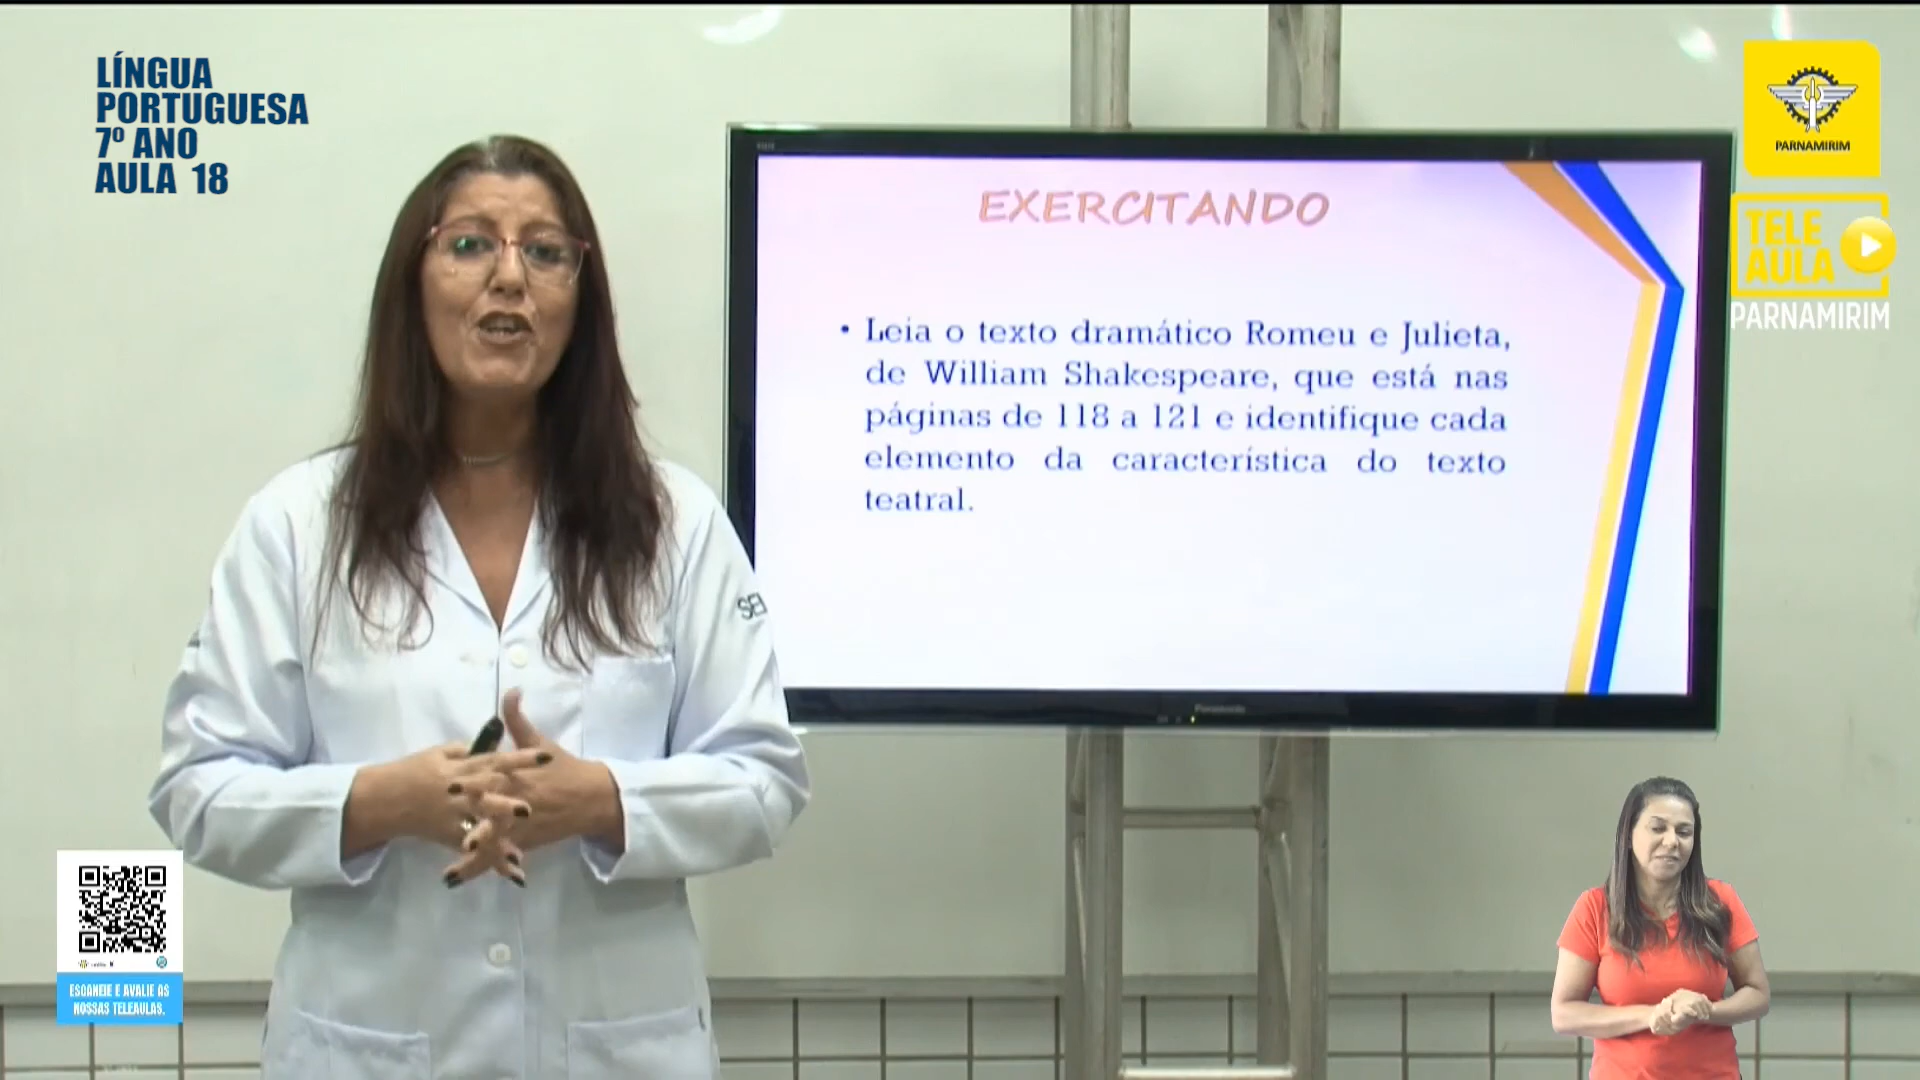 LÍNGUA
PORTUGUESA
7º ANO
AULA 18
EXERCITANDO
• Leia o texto dramático Romeu e Julieta,
de William Shakespeare, que está nas
páginas de 118 a 121 e identifique cada
elemento da característica do texto
teatral.
Panasonic
PARNAMIRIM
TELE
AULA
PARNAMIRIM
ESCANEIE E AVALIE AS
NOSSAS TELEAULAS.